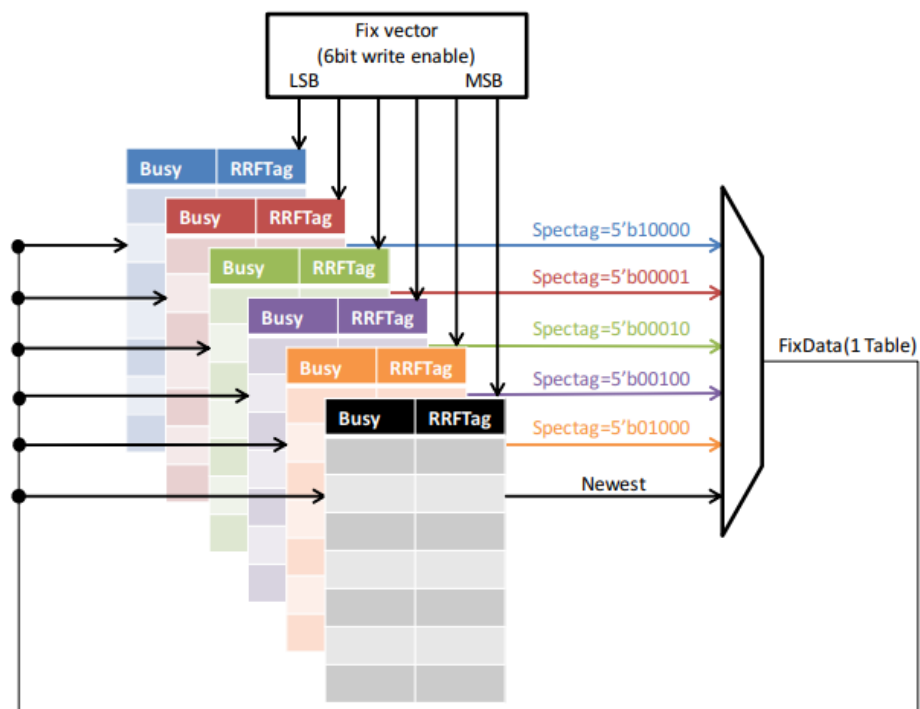 Fix vector
(6bit write enable)
LSB MSB
Busy RRFTag
Busy RRFTag
Spectag=5'b10000
Busy RRFTag
Spectag=5'b00001
Busy RRFTag
Spectag=5'b00010
FixData(1 Table)
Busy RRFTag
Spectag=5'b00100
Busy RRFTag
Spectag=5'b01000
Newest